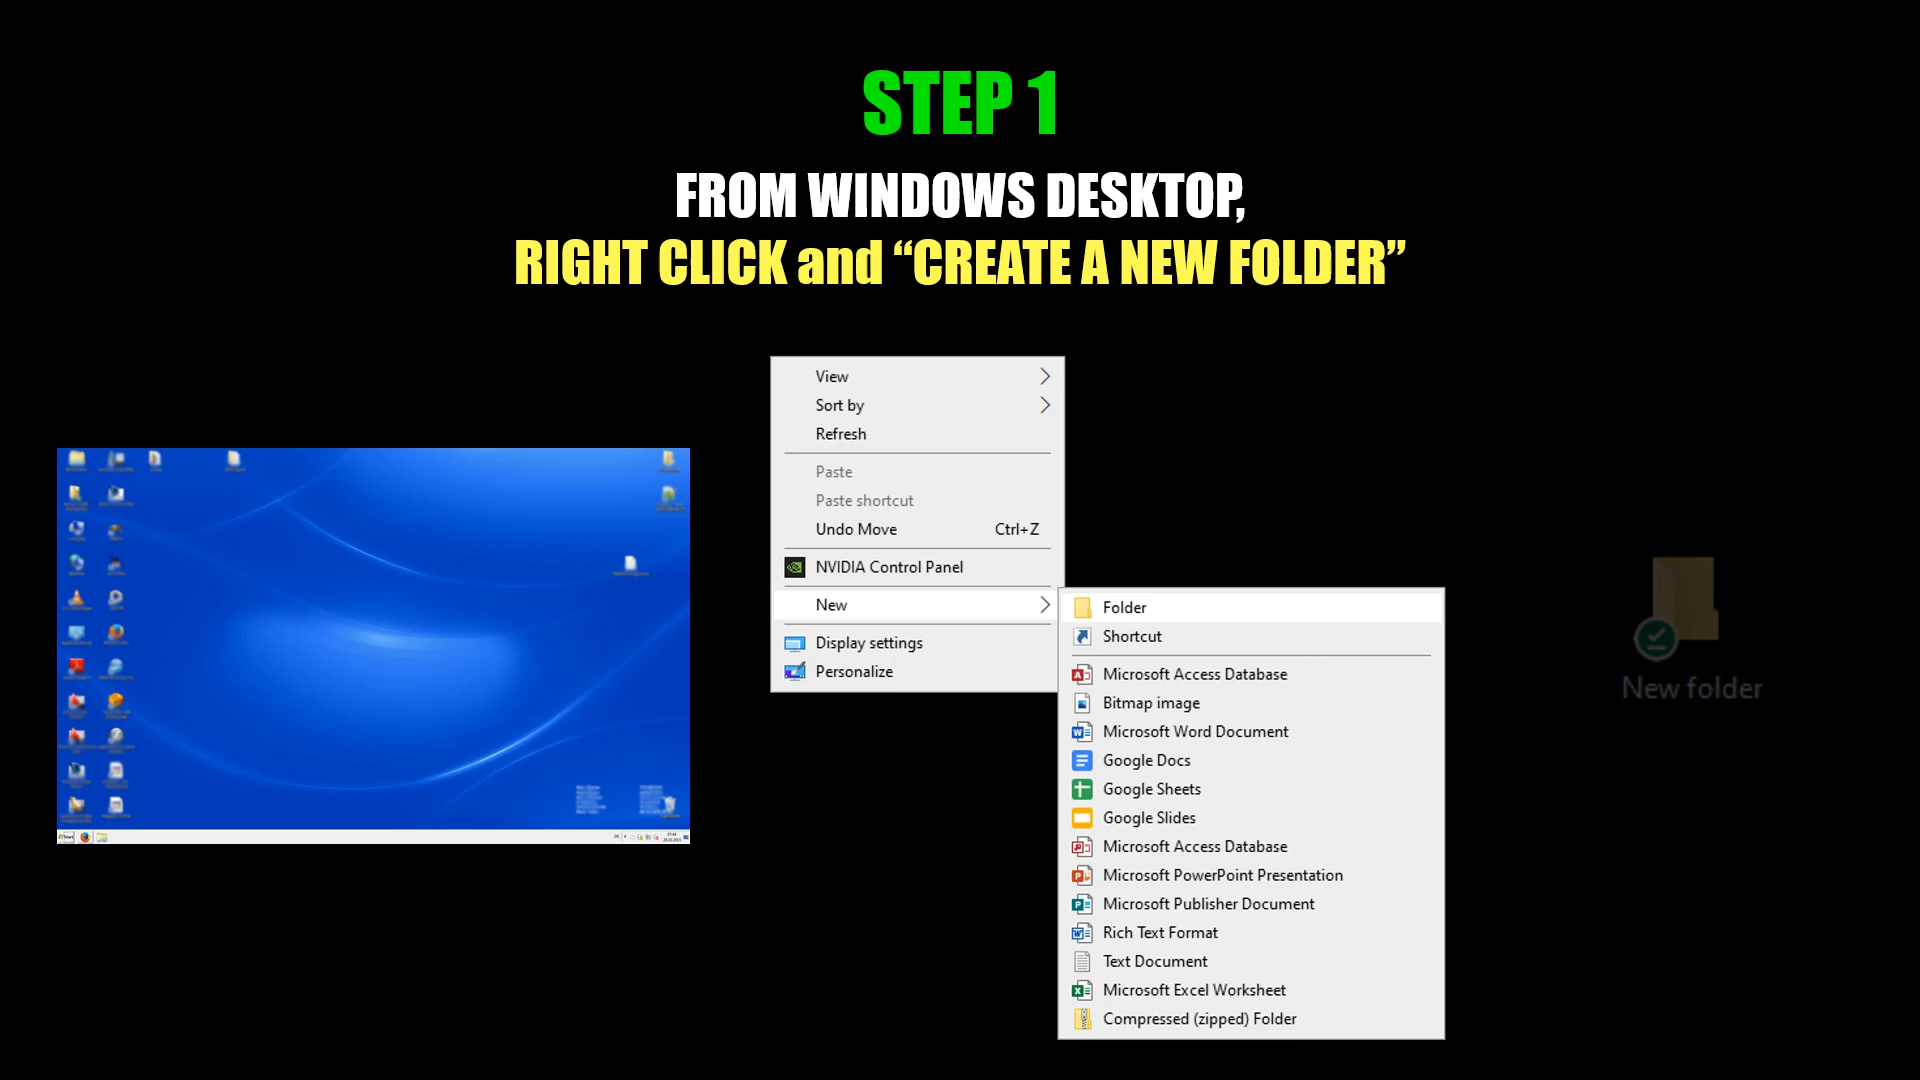 STEP 1
FROM WINDOWS DESKTOP,
RIGHT CLICK and “CREATE A NEW FOLDER”
View
Sort by
Refresh
Paste
Paste shortcut
Undo Move Ctrl+Z
NVIDIA Control Panel
New
Display settings
Personalize
Folder
Shortcut
Microsoft Access Database
Bitmap image
Microsoft Word Document
Google Docs
Google Sheets
Google Slides
Microsoft Access Database
Microsoft PowerPoint Presentation
Microsoft Publisher Document
Rich Text Format
Text Document
Microsoft Excel Worksheet
Compressed (zipped) Folder
New folder